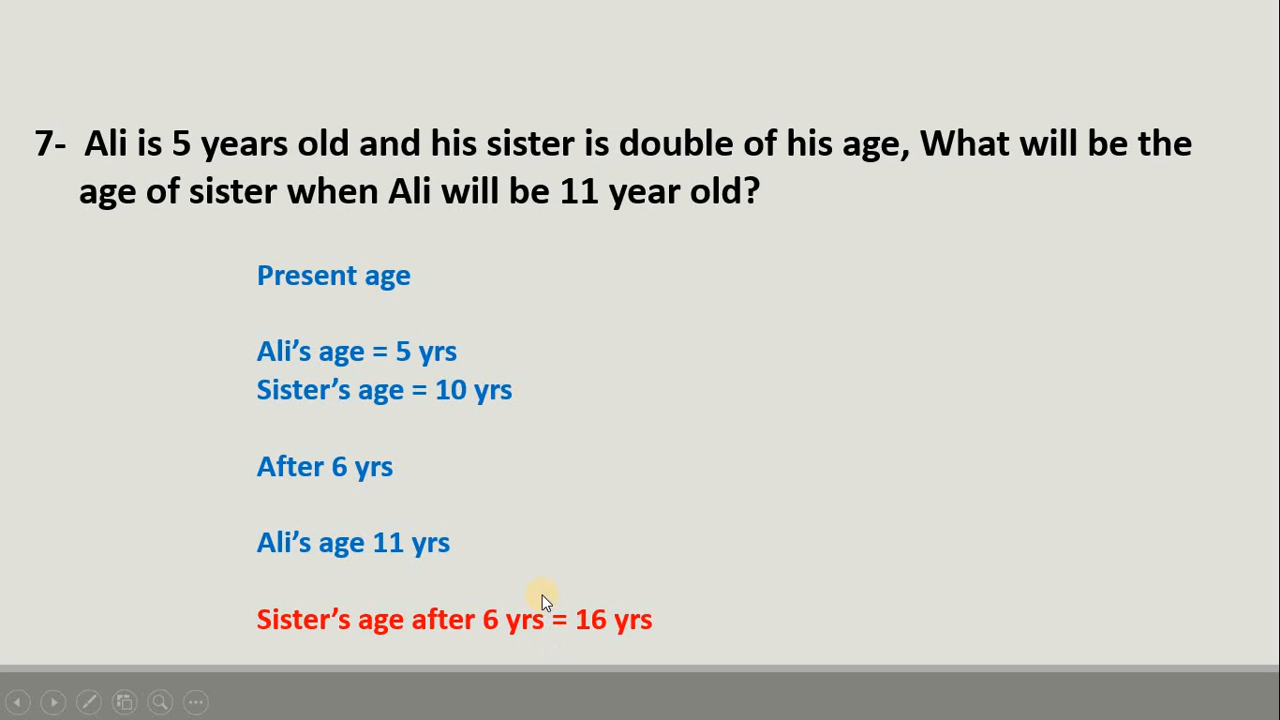 7- Ali is 5 years old and his sister is double of his age, What will be the
age of sister when Ali will be 11 year old?
Present age
Ali’s age = 5 yrs
Sister’s age = 10 yrs
After 6 yrs
Ali’s age 11 yrs
Sister’s age after 6 yrs = 16 yrs